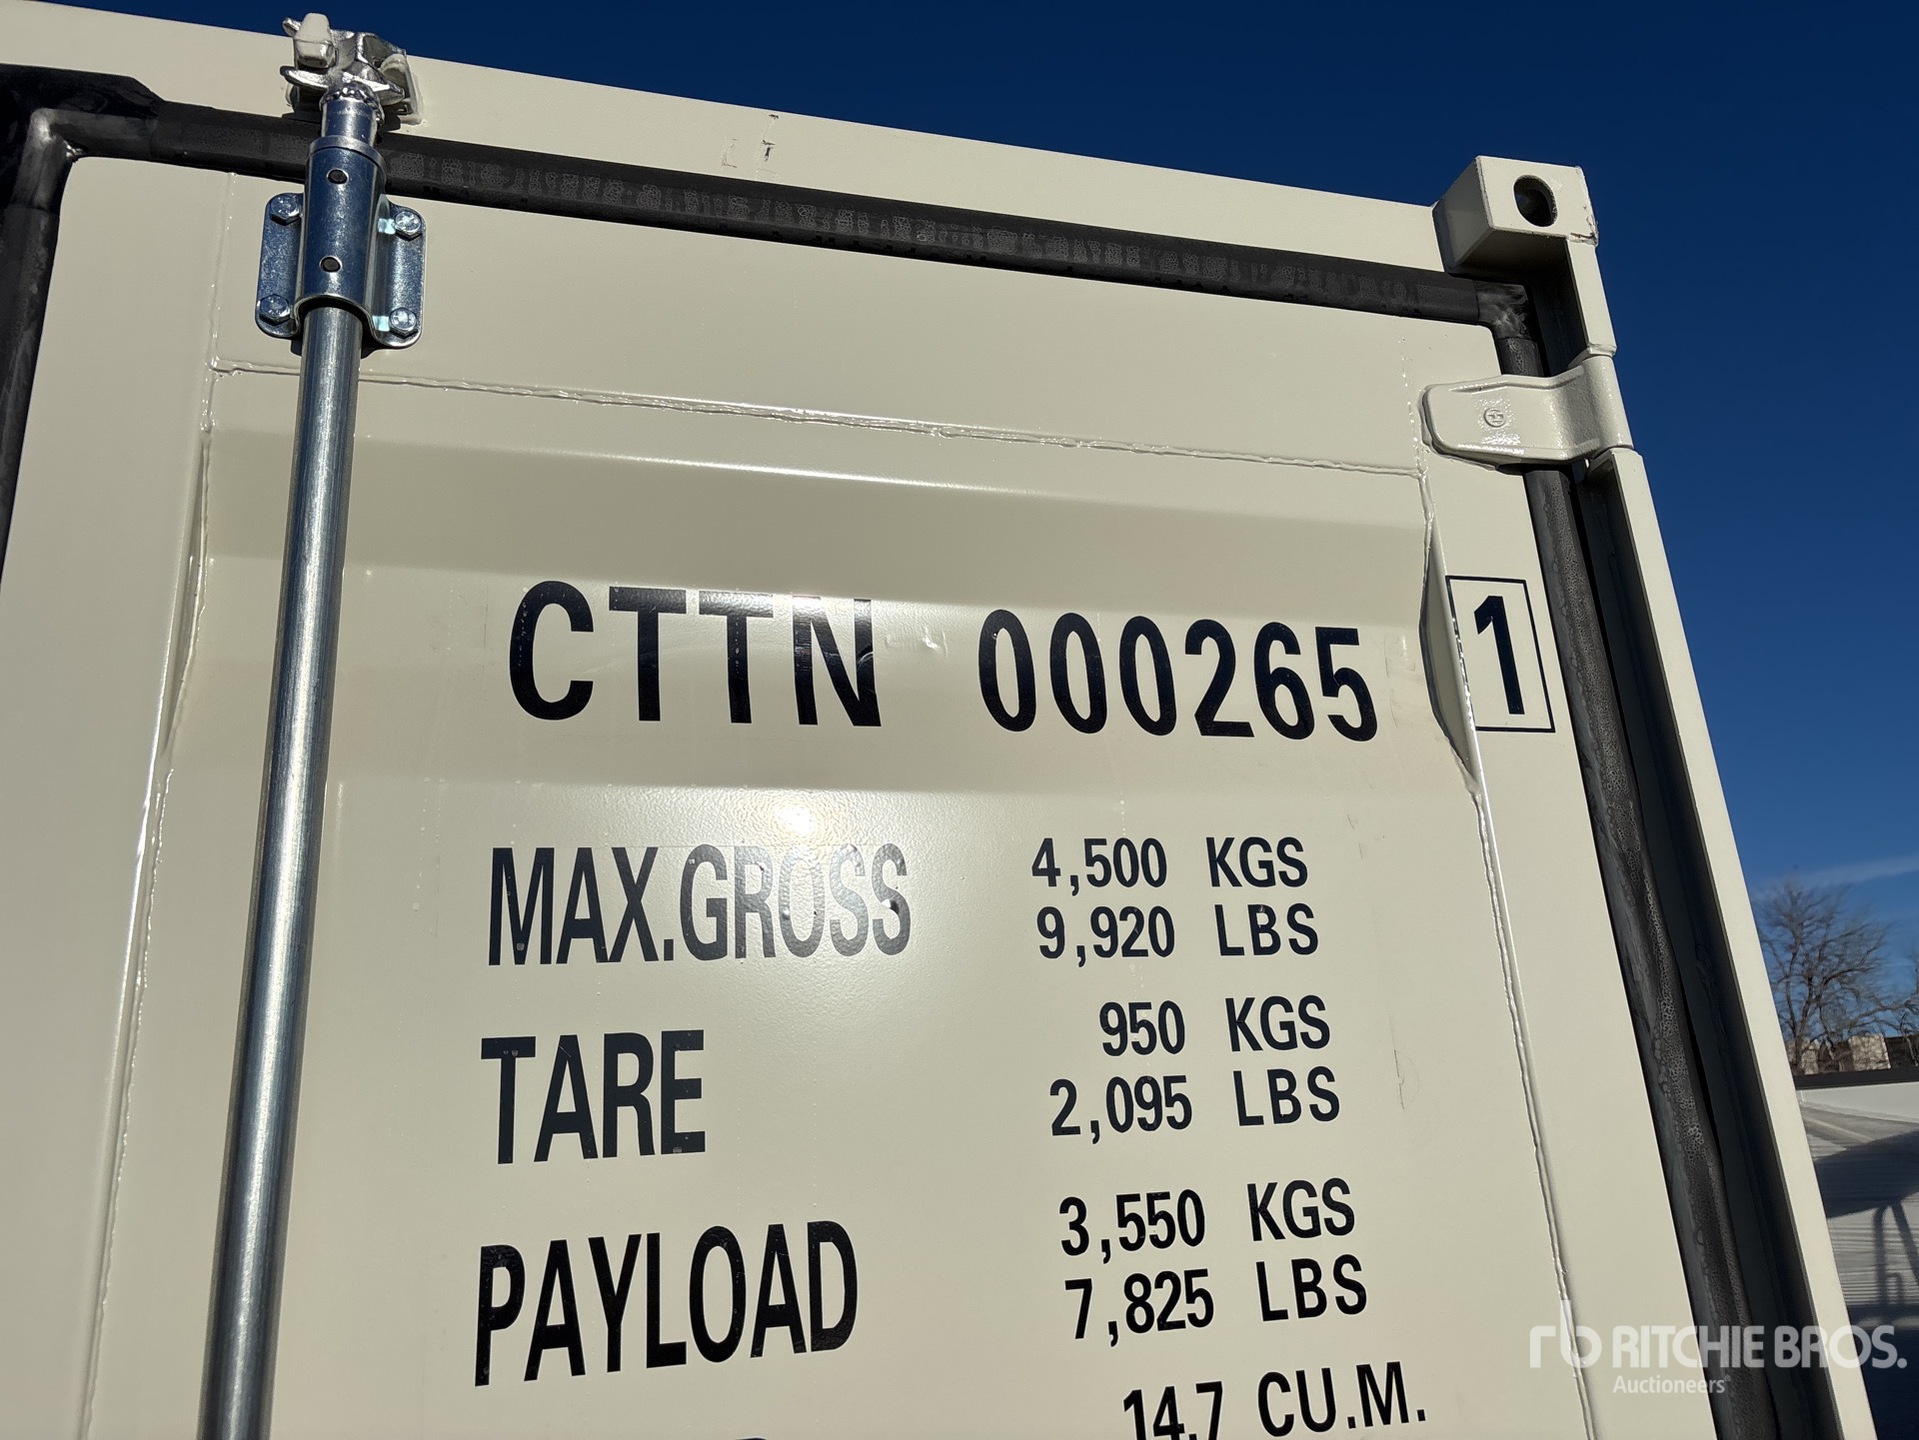 CTTN 000265 1
MAX.GROSS 4,500 KGS
9,920 LBS
TARE 950 KGS
2,095 LBS
PAYLOAD 3,550 KGS
7,825 LBS
14.7 CU.M.
rb RITCHIE BROS.
Auctioneers